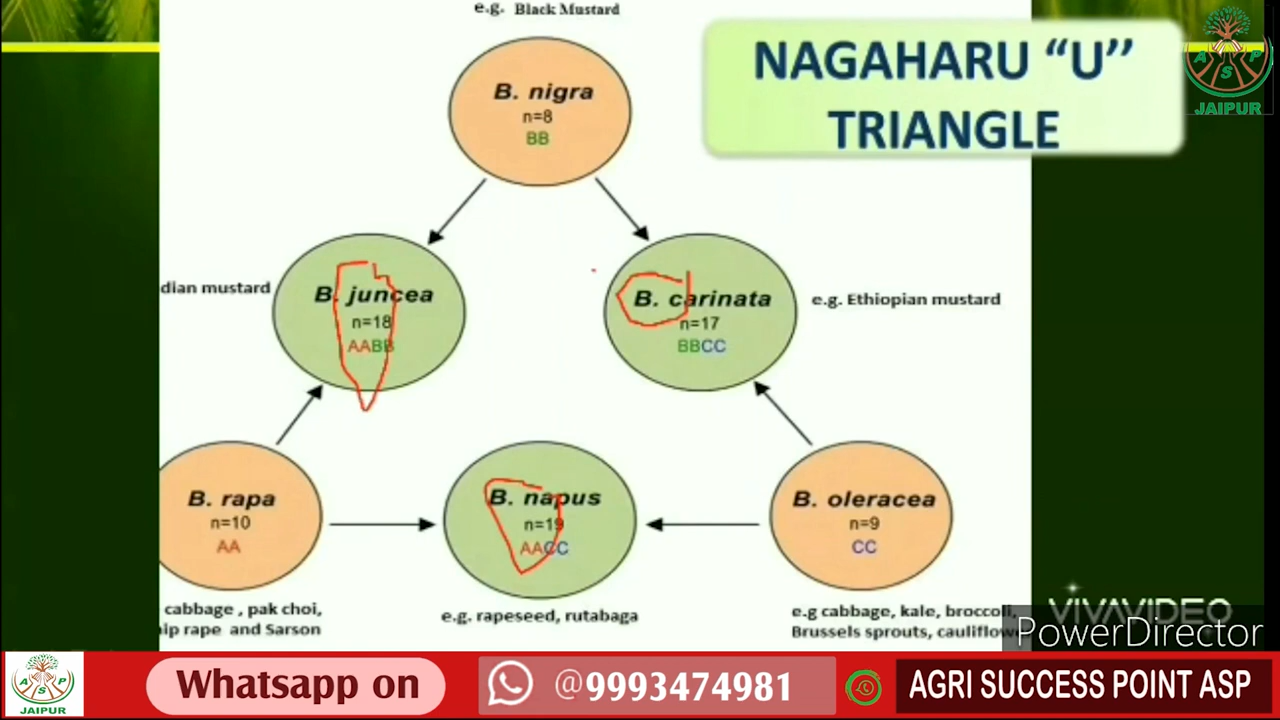 e.g. Black Mustard
NAGAHARU “U’’
TRIANGLE
A S P
JAIPUR
B. nigra
n=8
BB
dian mustard
B. juncea
n=18
AABB
B. carinata
n=17
BBCC
e.g. Ethiopian mustard
B. rapa
n=10
AA
B. napus
n=19
AACC
B. oleracea
n=9
CC
cabbage , pak choi,
ip rape and Sarson
e.g. rapeseed, rutabaga
e.g cabbage, kale, broccoli,
Brussels sprouts, cauliflow
VIVAVIDEO
PowerDirector
A S P
JAIPUR
Whatsapp on
@9993474981
AGRI SUCCESS POINT ASP